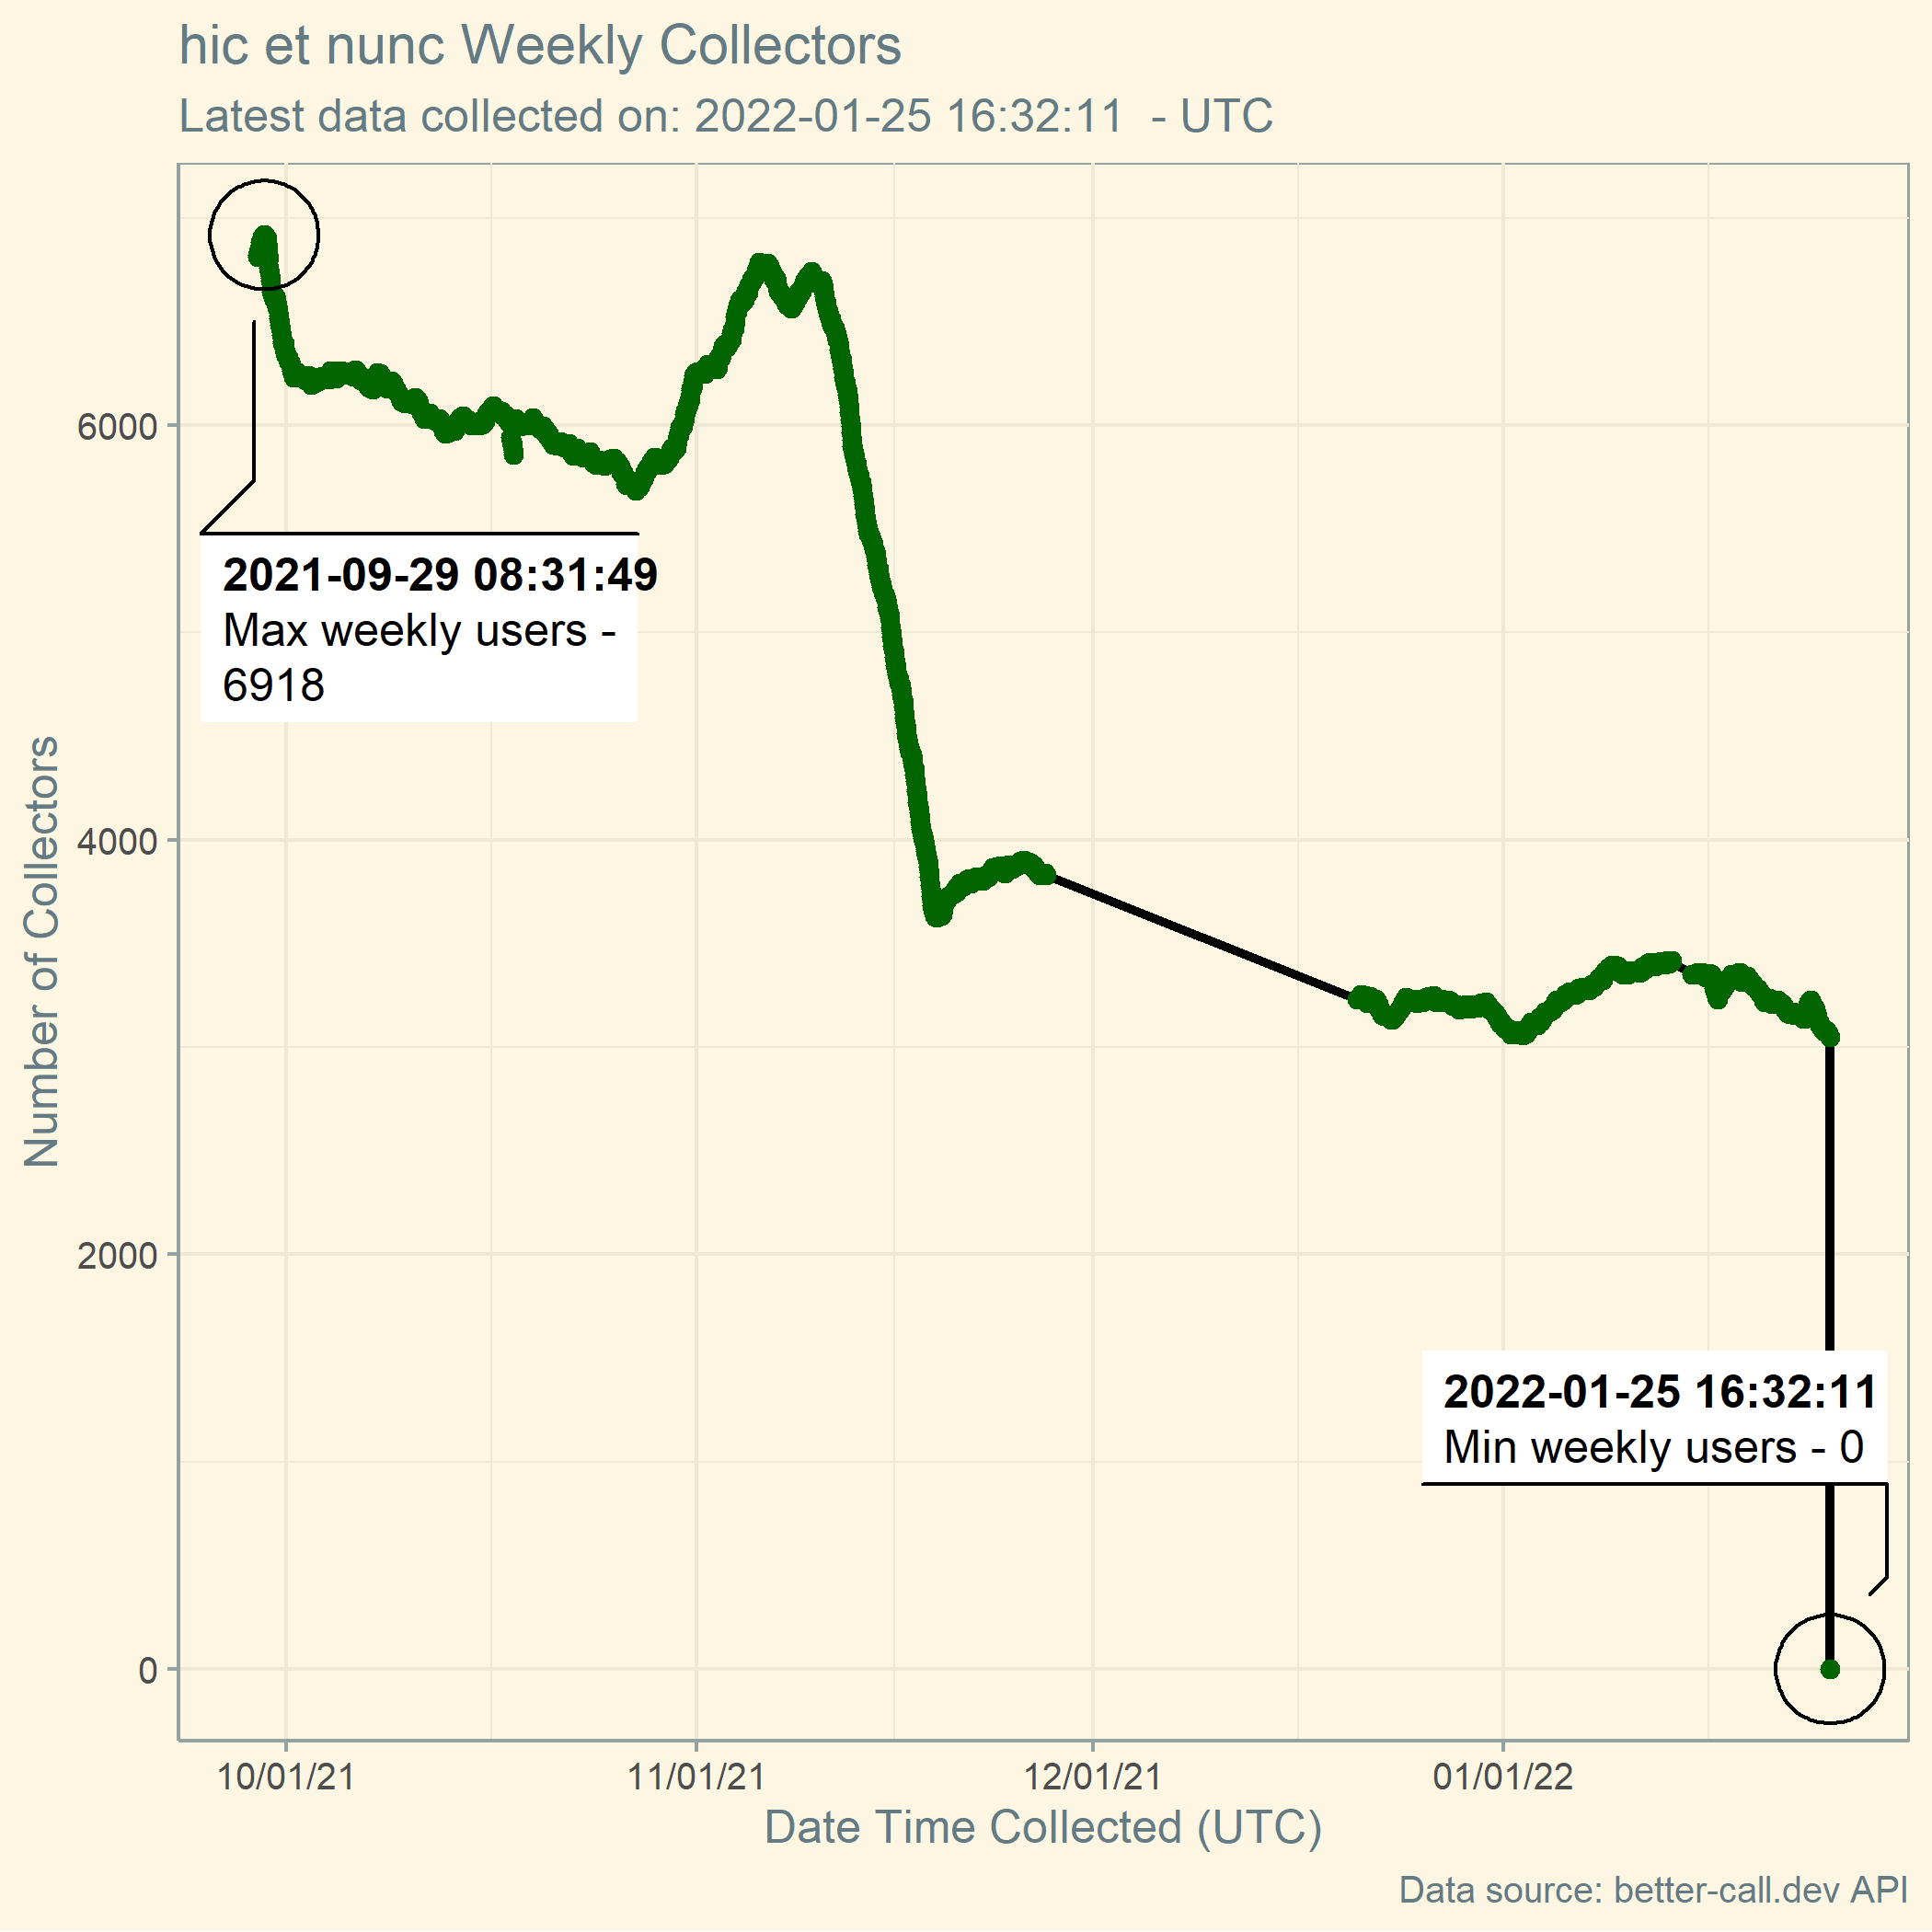 hic et nunc Weekly Collectors
Latest data collected on: 2022-01-25 16:32:11  - UTC
Number of Collectors
6000
4000
2000
0
2021-09-29 08:31:49
Max weekly users -
6918
2022-01-25 16:32:11
Min weekly users - 0
10/01/21
11/01/21
12/01/21
01/01/22
Date Time Collected (UTC)
Data source: better-call.dev API